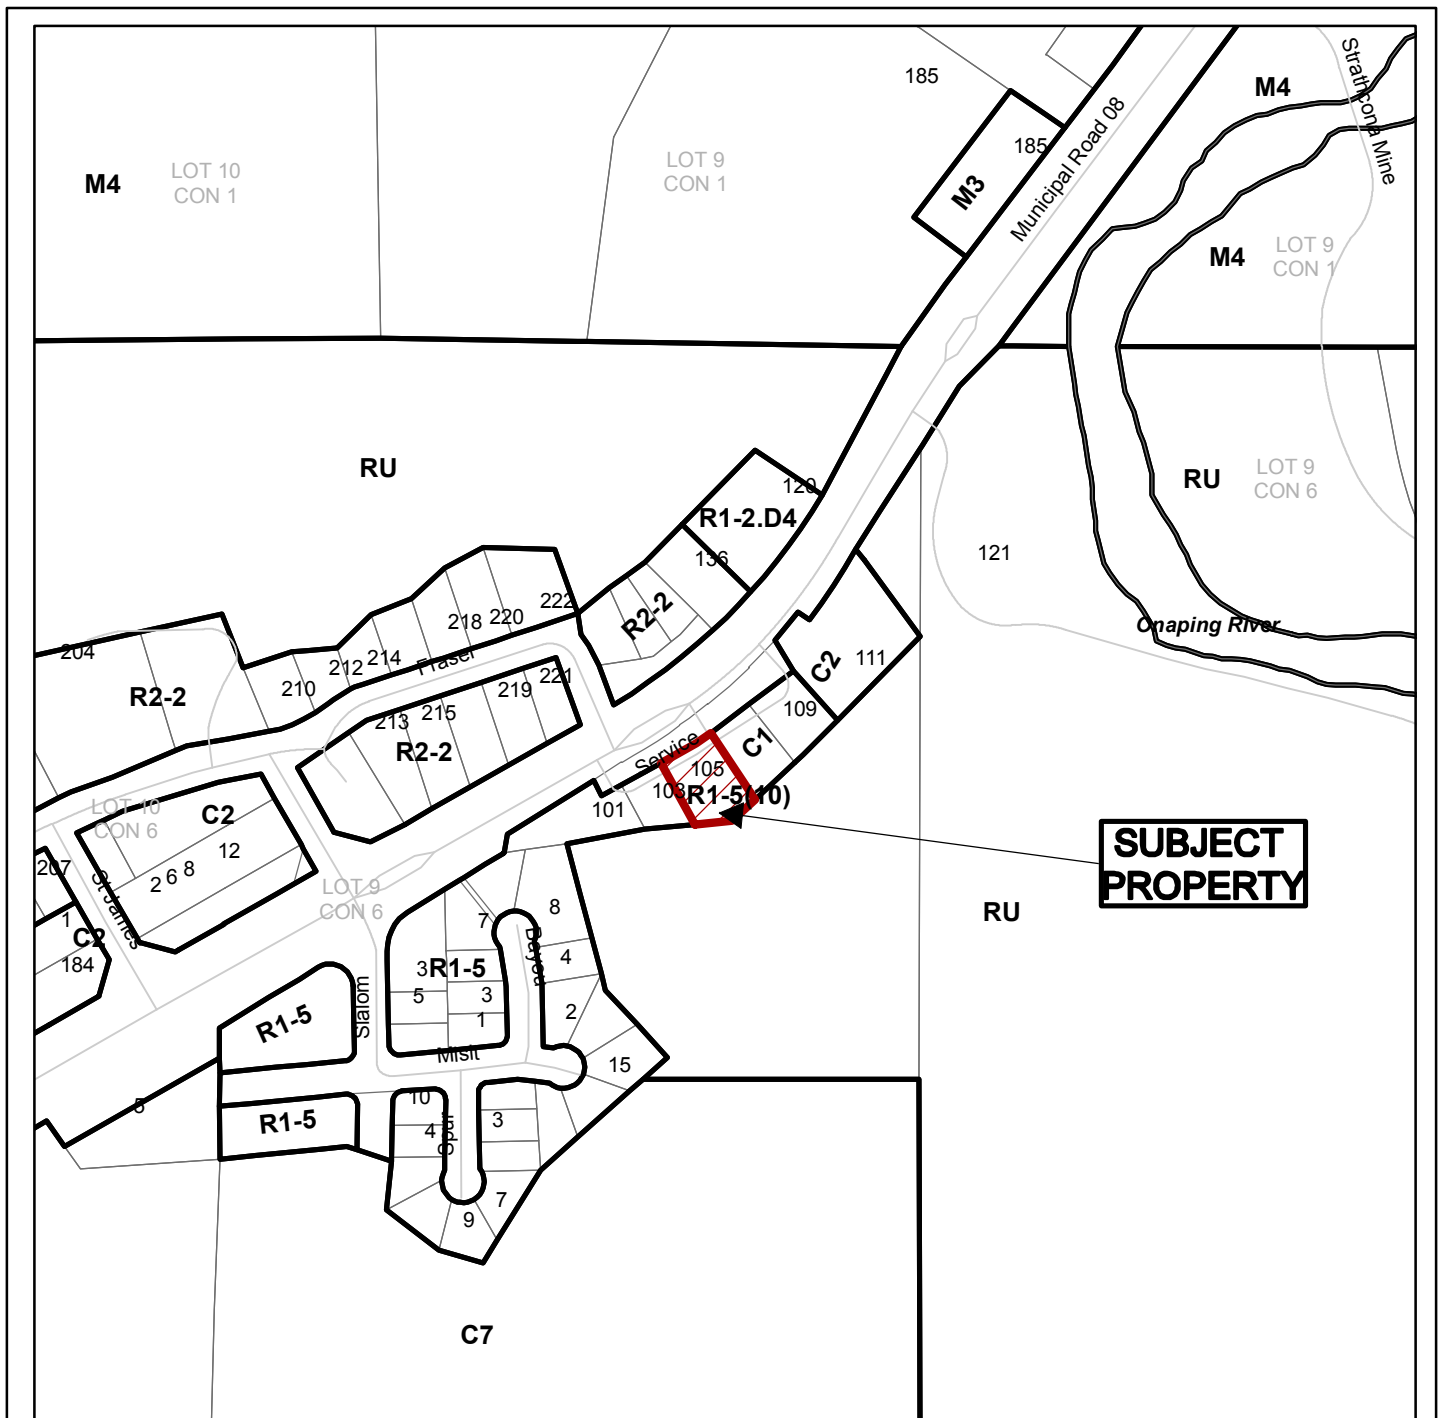 185
M4
Strathcona Mine
185
Municipal Road 08
LOT 9
CON 1
LOT 10
CON 1
M4
M3
M4
LOT 9
CON 1
RU
LOT 9
CON 6
RU
120
R1-2.D4
136
121
222
220
218
R2-2
Onaping River
204
214
212
Fraser
C2
111
210
R2-2
221
219
109
215
213
R2-2
C1
Service
105
103
R1-5(10)
101
LOT 10
CON 6
C2
12
8
6
2
207
St James
SUBJECT
PROPERTY
LOT 9
CON 6
RU
1
C2
184
7
8
Bayou
4
3
R1-5
5
3
1
2
R1-5
Slalom
Misit
15
5
R1-5
10
4
Spur
3
7
9
C7